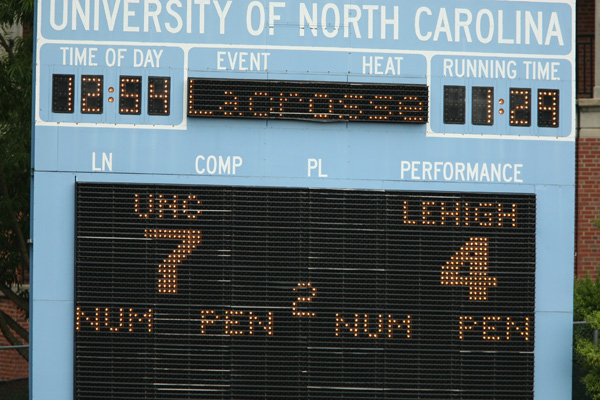 UNIVERSITY OF NORTH CAROLINA
TIME OF DAY EVENT HEAT RUNNING TIME
12:54 Lacrosse 1:29
LN COMP PL PERFORMANCE
UNC LEHIGH
7 4
2
NUM PEN NUM PEN